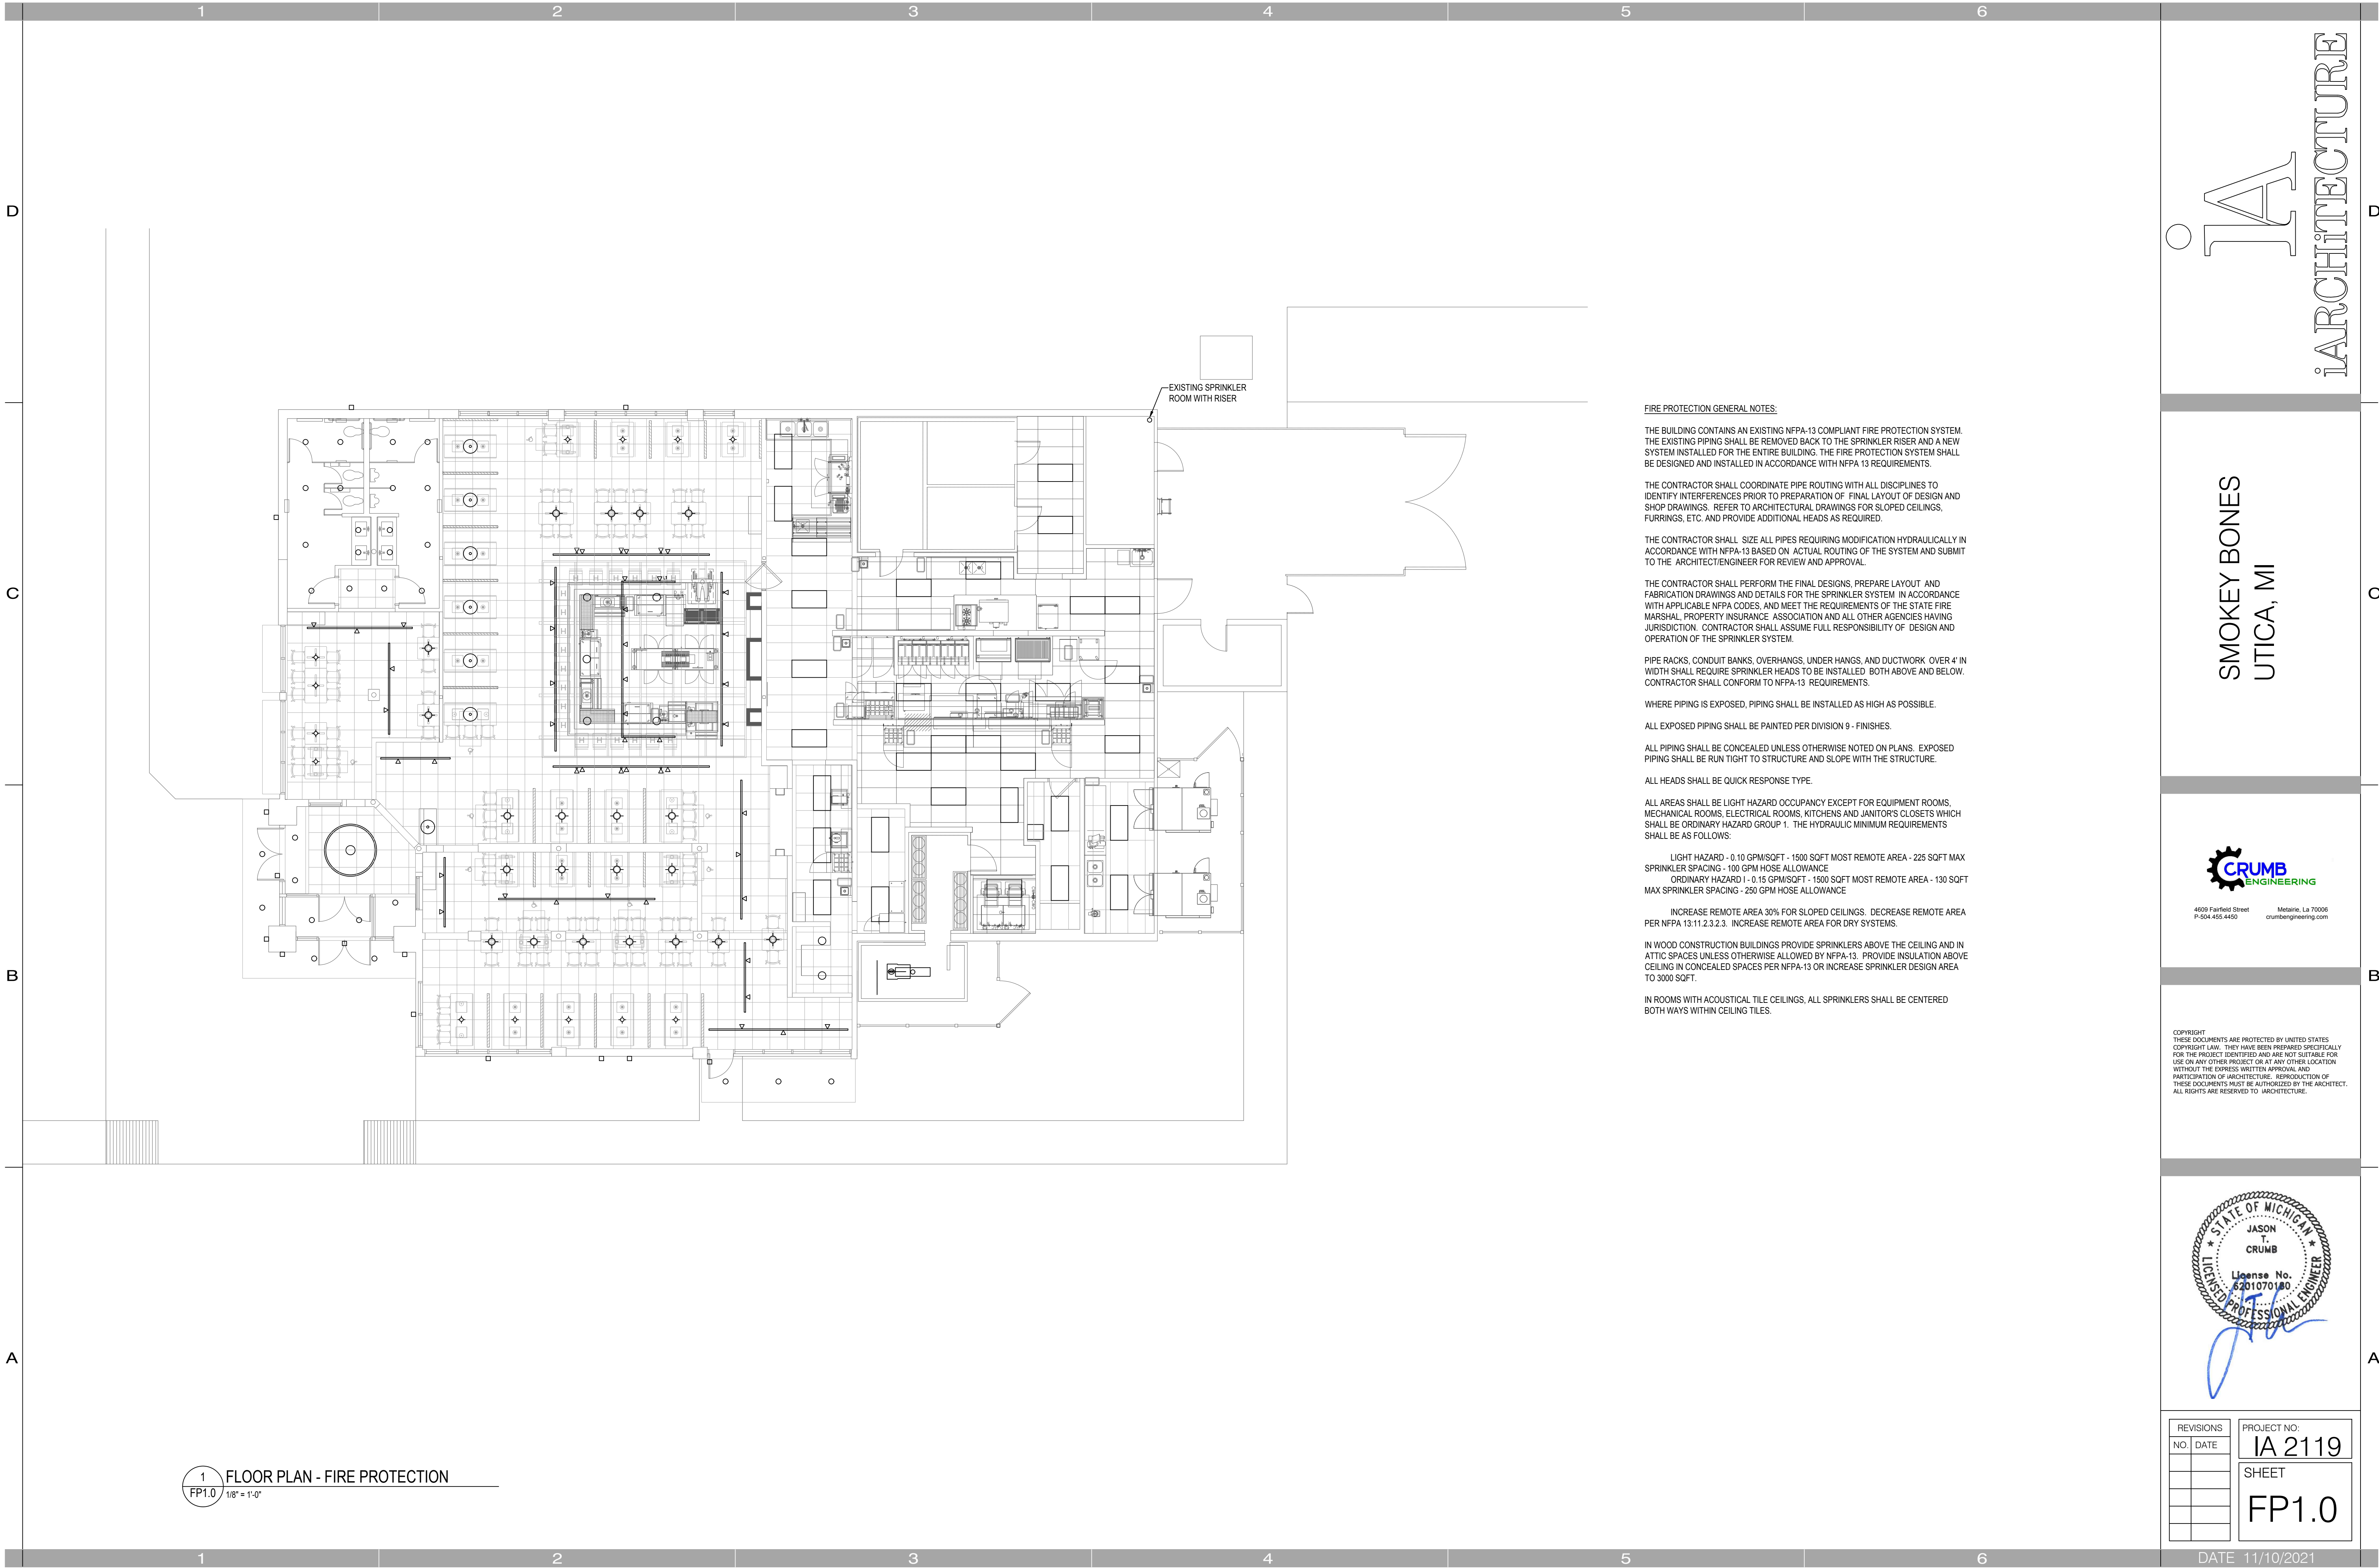 1 2 3 4 5 6
D
C
B
A
EXISTING SPRINKLER
ROOM WITH RISER
FIRE PROTECTION GENERAL NOTES:
THE BUILDING CONTAINS AN EXISTING NFPA-13 COMPLIANT FIRE PROTECTION SYSTEM.
THE EXISTING PIPING SHALL BE REMOVED BACK TO THE SPRINKLER RISER AND A NEW
SYSTEM INSTALLED FOR THE ENTIRE BUILDING. THE FIRE PROTECTION SYSTEM SHALL
BE DESIGNED AND INSTALLED IN ACCORDANCE WITH NFPA 13 REQUIREMENTS.
THE CONTRACTOR SHALL COORDINATE PIPE ROUTING WITH ALL DISCIPLINES TO
IDENTIFY INTERFERENCES PRIOR TO PREPARATION OF FINAL LAYOUT OF DESIGN AND
SHOP DRAWINGS. REFER TO ARCHITECTURAL DRAWINGS FOR SLOPED CEILINGS,
FURRINGS, ETC. AND PROVIDE ADDITIONAL HEADS AS REQUIRED.
THE CONTRACTOR SHALL SIZE ALL PIPES REQUIRING MODIFICATION HYDRAULICALLY IN
ACCORDANCE WITH NFPA-13 BASED ON ACTUAL ROUTING OF THE SYSTEM AND SUBMIT
TO THE ARCHITECT/ENGINEER FOR REVIEW AND APPROVAL.
THE CONTRACTOR SHALL PERFORM THE FINAL DESIGNS, PREPARE LAYOUT AND
FABRICATION DRAWINGS AND DETAILS FOR THE SPRINKLER SYSTEM IN ACCORDANCE
WITH APPLICABLE NFPA CODES, AND MEET THE REQUIREMENTS OF THE STATE FIRE
MARSHAL, PROPERTY INSURANCE ASSOCIATION AND ALL OTHER AGENCIES HAVING
JURISDICTION. CONTRACTOR SHALL ASSUME FULL RESPONSIBILITY OF DESIGN AND
OPERATION OF THE SPRINKLER SYSTEM.
PIPE RACKS, CONDUIT BANKS, OVERHANGS, UNDER HANGS, AND DUCTWORK OVER 4' IN
WIDTH SHALL REQUIRE SPRINKLER HEADS TO BE INSTALLED BOTH ABOVE AND BELOW.
CONTRACTOR SHALL CONFORM TO NFPA-13 REQUIREMENTS.
WHERE PIPING IS EXPOSED, PIPING SHALL BE INSTALLED AS HIGH AS POSSIBLE.
ALL EXPOSED PIPING SHALL BE PAINTED PER DIVISION 9 - FINISHES.
ALL PIPING SHALL BE CONCEALED UNLESS OTHERWISE NOTED ON PLANS. EXPOSED
PIPING SHALL BE RUN TIGHT TO STRUCTURE AND SLOPE WITH THE STRUCTURE.
ALL HEADS SHALL BE QUICK RESPONSE TYPE.
ALL AREAS SHALL BE LIGHT HAZARD OCCUPANCY EXCEPT FOR EQUIPMENT ROOMS,
MECHANICAL ROOMS, ELECTRICAL ROOMS, KITCHENS AND JANITOR'S CLOSETS WHICH
SHALL BE ORDINARY HAZARD GROUP 1. THE HYDRAULIC MINIMUM REQUIREMENTS
SHALL BE AS FOLLOWS:
LIGHT HAZARD - 0.10 GPM/SQFT - 1500 SQFT MOST REMOTE AREA - 225 SQFT MAX
SPRINKLER SPACING - 100 GPM HOSE ALLOWANCE
ORDINARY HAZARD I - 0.15 GPM/SQFT - 1500 SQFT MOST REMOTE AREA - 130 SQFT
MAX SPRINKLER SPACING - 250 GPM HOSE ALLOWANCE
INCREASE REMOTE AREA 30% FOR SLOPED CEILINGS. DECREASE REMOTE AREA
PER NFPA 13:11.2.3.2.3. INCREASE REMOTE AREA FOR DRY SYSTEMS.
IN WOOD CONSTRUCTION BUILDINGS PROVIDE SPRINKLERS ABOVE THE CEILING AND IN
ATTIC SPACES UNLESS OTHERWISE ALLOWED BY NFPA-13. PROVIDE INSULATION ABOVE
CEILING IN CONCEALED SPACES PER NFPA-13 OR INCREASE SPRINKLER DESIGN AREA
TO 3000 SQFT.
IN ROOMS WITH ACOUSTICAL TILE CEILINGS, ALL SPRINKLERS SHALL BE CENTERED
BOTH WAYS WITHIN CEILING TILES.
1
FP1.0
FLOOR PLAN - FIRE PROTECTION
1/8" = 1'-0"
1 2 3 4 5 6
iA
iARCHiTECTURE
SMOKEY BONES
UTICA, MI
CRUMB
ENGINEERING
4609 Fairfield Street Metairie, La 70006
P-504.455.4450 crumbengineering.com
COPYRIGHT
THESE DOCUMENTS ARE PROTECTED BY UNITED STATES
COPYRIGHT LAW. THEY HAVE BEEN PREPARED SPECIFICALLY
FOR THE PROJECT IDENTIFIED AND ARE NOT SUITABLE FOR
USE ON ANY OTHER PROJECT OR AT ANY OTHER LOCATION
WITHOUT THE EXPRESS WRITTEN APPROVAL AND
PARTICIPATION OF iARCHITECTURE. REPRODUCTION OF
THESE DOCUMENTS MUST BE AUTHORIZED BY THE ARCHITECT.
ALL RIGHTS ARE RESERVED TO iARCHITECTURE.
STATE OF MICHIGAN
JASON
T.
CRUMB
License No.
6201070180
LICENSED PROFESSIONAL ENGINEER
REVISIONS
NO. DATE
PROJECT NO:
IA 2119
SHEET
FP1.0
DATE 11/10/2021
D
C
B
A